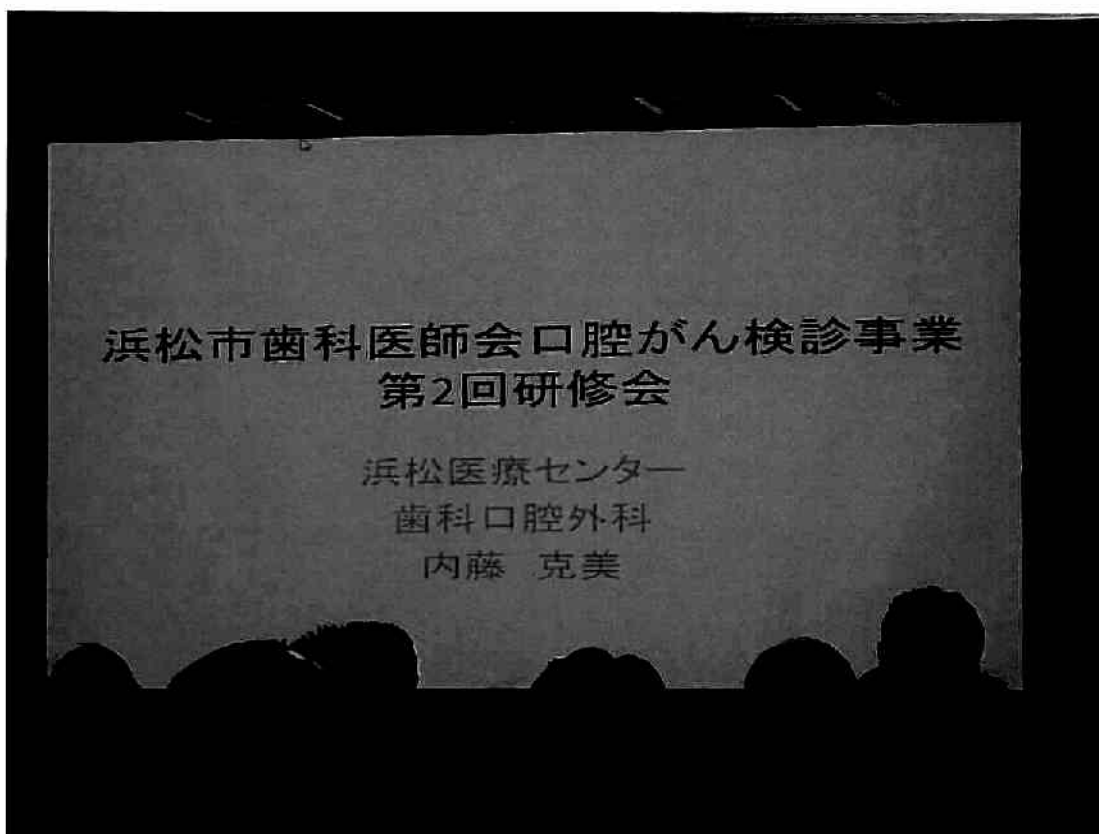 浜松市歯科医師会口腔がん検診事業
第2回研修会
浜松医療センター
歯科口腔外科
内藤 克美